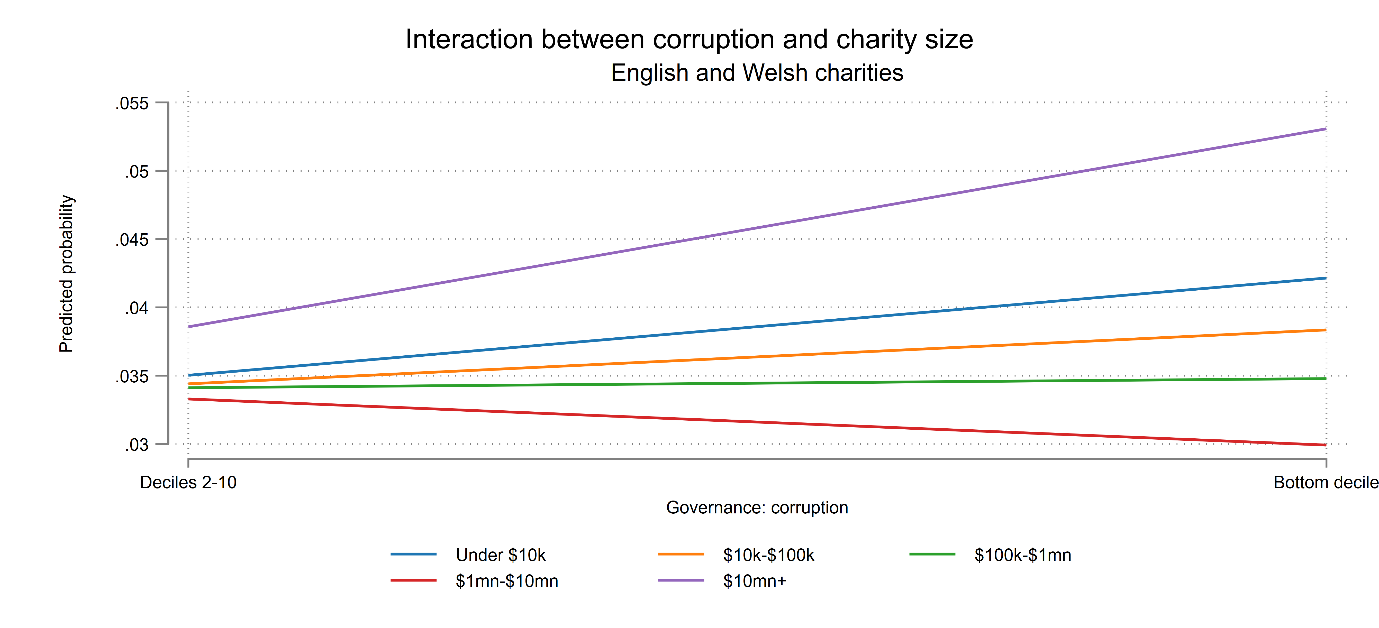 Interaction between corruption and charity size
English and Welsh charities
.055
.05
.045
.04
.035
.03
Predicted probability
Deciles 2-10
Bottom decile
Governance: corruption
Under $10k
$10k-$100k
$100k-$1mn
$1mn-$10mn
$10mn+